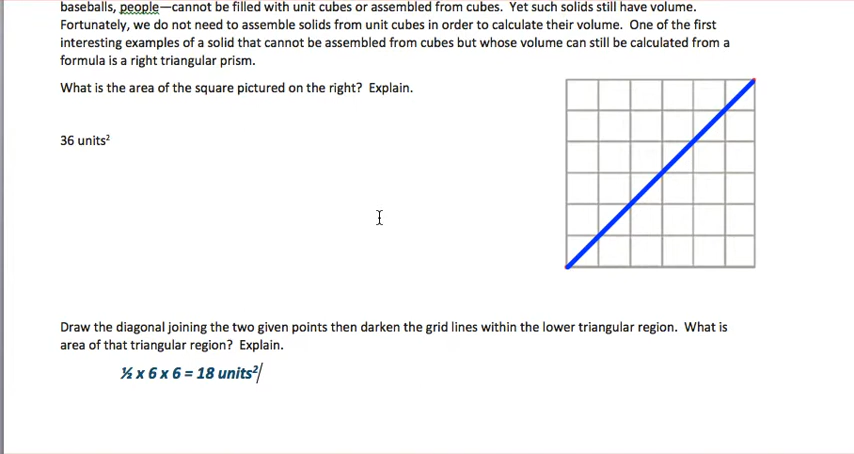 baseballs, people—cannot be filled with unit cubes or assembled from cubes. Yet such solids still have volume.
Fortunately, we do not need to assemble solids from unit cubes in order to calculate their volume. One of the first
interesting examples of a solid that cannot be assembled from cubes but whose volume can still be calculated from a
formula is a right triangular prism.
What is the area of the square pictured on the right? Explain.
36 units²
Draw the diagonal joining the two given points then darken the grid lines within the lower triangular region. What is
area of that triangular region? Explain.
½ x 6 x 6 = 18 units²